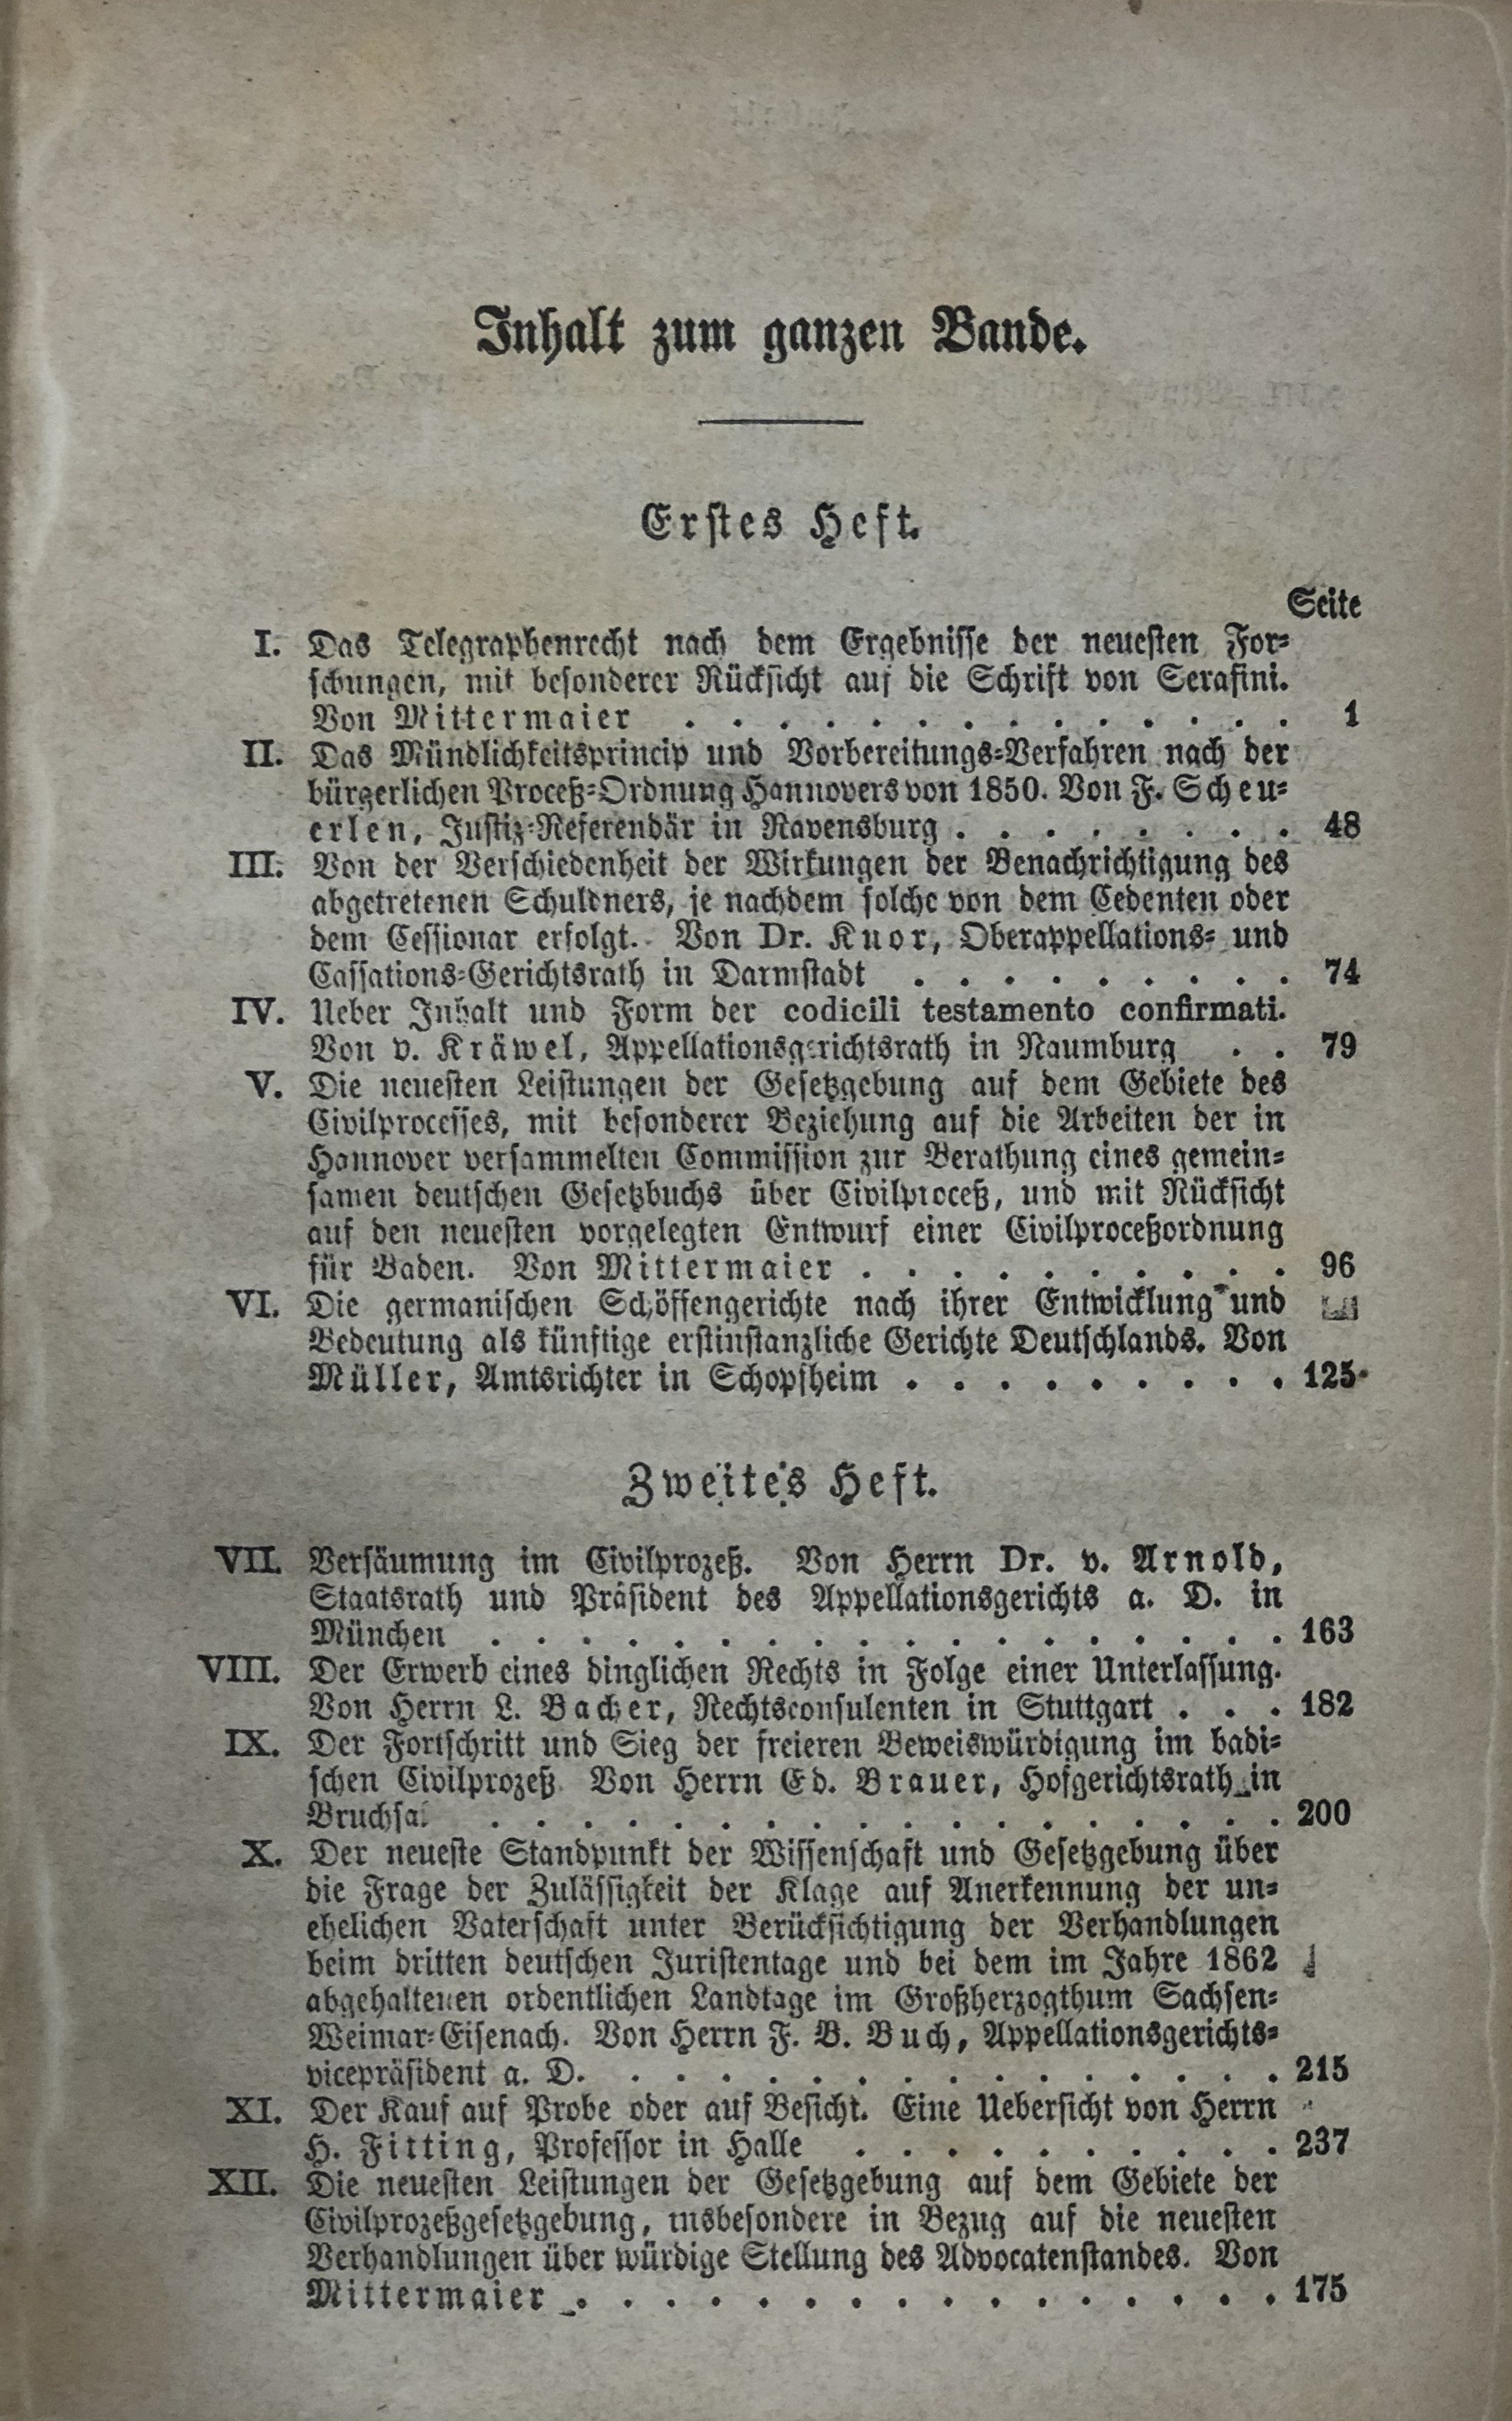 Inhalt zum ganzen Bande.
Erstes Heft.
Seite
I. Das Telegraphenrecht nach dem Ergebnisse der neuesten For-
schungen, mit besonderer Rücksicht auf die Schrift von Serafini.
Von Mittermaier . . . . . . . . . . . . . . 1
II. Das Mündlichkeitsprincip und Vorbereitungs-Verfahren nach der
bürgerlichen Proceß-Ordnung Hannovers von 1850. Von F. Scheu-
erlen, Justiz-Referendär in Ravensburg . . . . . . . . 48
III. Von der Verschiedenheit der Wirkungen der Benachrichtigung des
abgetretenen Schuldners, je nachdem solche von dem Cedenten oder
dem Cessionar erfolgt. Von Dr. Knor, Oberappellations- und
Cassations-Gerichtsrath in Darmstadt . . . . . . . . . 74
IV. Ueber Inhalt und Form der codicili testamento confirmati.
Von v. Kräwel, Appellationsgerichtsrath in Naumburg . . 79
V. Die neuesten Leistungen der Gesetzgebung auf dem Gebiete des
Civilprocesses, mit besonderer Beziehung auf die Arbeiten der in
Hannover versammelten Commission zur Berathung eines gemein-
samen deutschen Gesetzbuchs über Civilproceß, und mit Rücksicht
auf den neuesten vorgelegten Entwurf einer Civilproceßordnung
für Baden. Von Mittermaier . . . . . . . . . . 96
VI. Die germanischen Schöffengerichte nach ihrer Entwicklung und
Bedeutung als künftige erstinstanzliche Gerichte Deutschlands. Von
Müller, Amtsrichter in Schopfheim . . . . . . . . . 125
Zweites Heft.
VII. Versäumung im Civilprozeß. Von Herrn Dr. v. Arnold,
Staatsrath und Präsident des Appellationsgerichts a. D. in
München . . . . . . . . . . . . . . . . . . 163
VIII. Der Erwerb eines dinglichen Rechts in Folge einer Unterlassung.
Von Herrn L. Bacher, Rechtsconsulenten in Stuttgart . . . 182
IX. Der Fortschritt und Sieg der freieren Beweiswürdigung im badi-
schen Civilprozeß Von Herrn Ed. Brauer, Hofgerichtsrath in
Bruchsal . . . . . . . . . . . . . . . . . . 200
X. Der neueste Standpunkt der Wissenschaft und Gesetzgebung über
die Frage der Zulässigkeit der Klage auf Anerkennung der un-
ehelichen Vaterschaft unter Berücksichtigung der Verhandlungen
beim dritten deutschen Juristentage und bei dem im Jahre 1862
abgehaltenen ordentlichen Landtage im Großherzogthum Sachsen-
Weimar-Eisenach. Von Herrn F. B. Buch, Appellationsgerichts-
vicepräsident a. D. . . . . . . . . . . . . . . . 215
XI. Der Kauf auf Probe oder auf Besicht. Eine Uebersicht von Herrn
H. Fitting, Professor in Halle . . . . . . . . . . 237
XII. Die neuesten Leistungen der Gesetzgebung auf dem Gebiete der
Civilprozeßgesetzgebung, insbesondere in Bezug auf die neuesten
Verhandlungen über würdige Stellung des Advocatenstandes. Von
Mittermaier . . . . . . . . . . . . . . . . 175